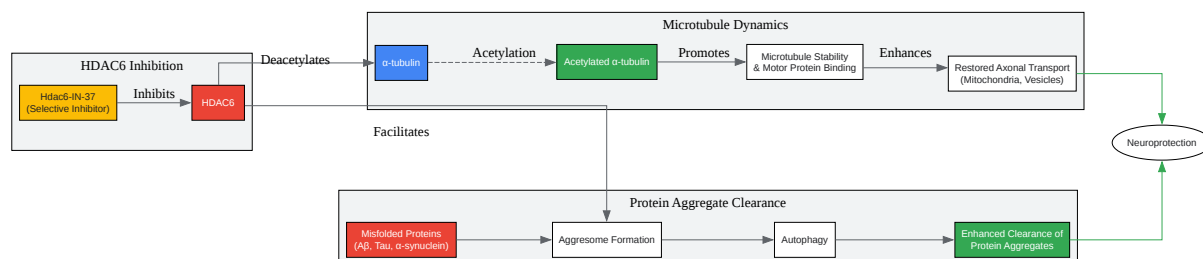 Microtubule Dynamics
Deacetylates
α-tubulin
Acetylation
Acetylated α-tubulin
Promotes
Microtubule Stability
& Motor Protein Binding
Enhances
Restored Axonal Transport
(Mitochondria, Vesicles)
HDAC6 Inhibition
Hdac6-IN-37
(Selective Inhibitor)
Inhibits
HDAC6
Facilitates
Neuroprotection
Protein Aggregate Clearance
Misfolded Proteins
(Aβ, Tau, α-synuclein)
Aggresome Formation
Autophagy
Enhanced Clearance of
Protein Aggregates